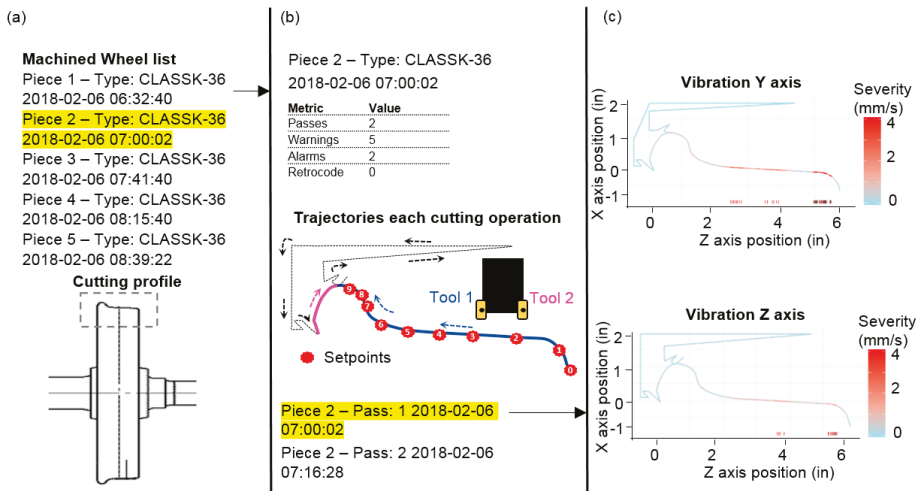 (a)
Machined Wheel list
Piece 1 – Type: CLASSK-36
2018-02-06 06:32:40
Piece 2 – Type: CLASSK-36
2018-02-06 07:00:02
Piece 3 – Type: CLASSK-36
2018-02-06 07:41:40
Piece 4 – Type: CLASSK-36
2018-02-06 08:15:40
Piece 5 – Type: CLASSK-36
2018-02-06 08:39:22
Cutting profile
(b)
Piece 2 – Type: CLASSK-36
2018-02-06 07:00:02
Metric Value
Passes 2
Warnings 5
Alarms 2
Retrocode 0
Trajectories each cutting operation
Tool 1 Tool 2
9
8
7
6
5
4
3
2
1
0
Setpoints
Piece 2 – Pass: 1 2018-02-06
07:00:02
Piece 2 – Pass: 2 2018-02-06
07:16:28
(c)
Vibration Y axis
Severity
(mm/s)
4
2
0
X axis position (in)
2
1
0
-1
0 2 4 6
Z axis position (in)
Vibration Z axis
Severity
(mm/s)
4
2
0
X axis position (in)
2
1
0
-1
0 2 4 6
Z axis position (in)